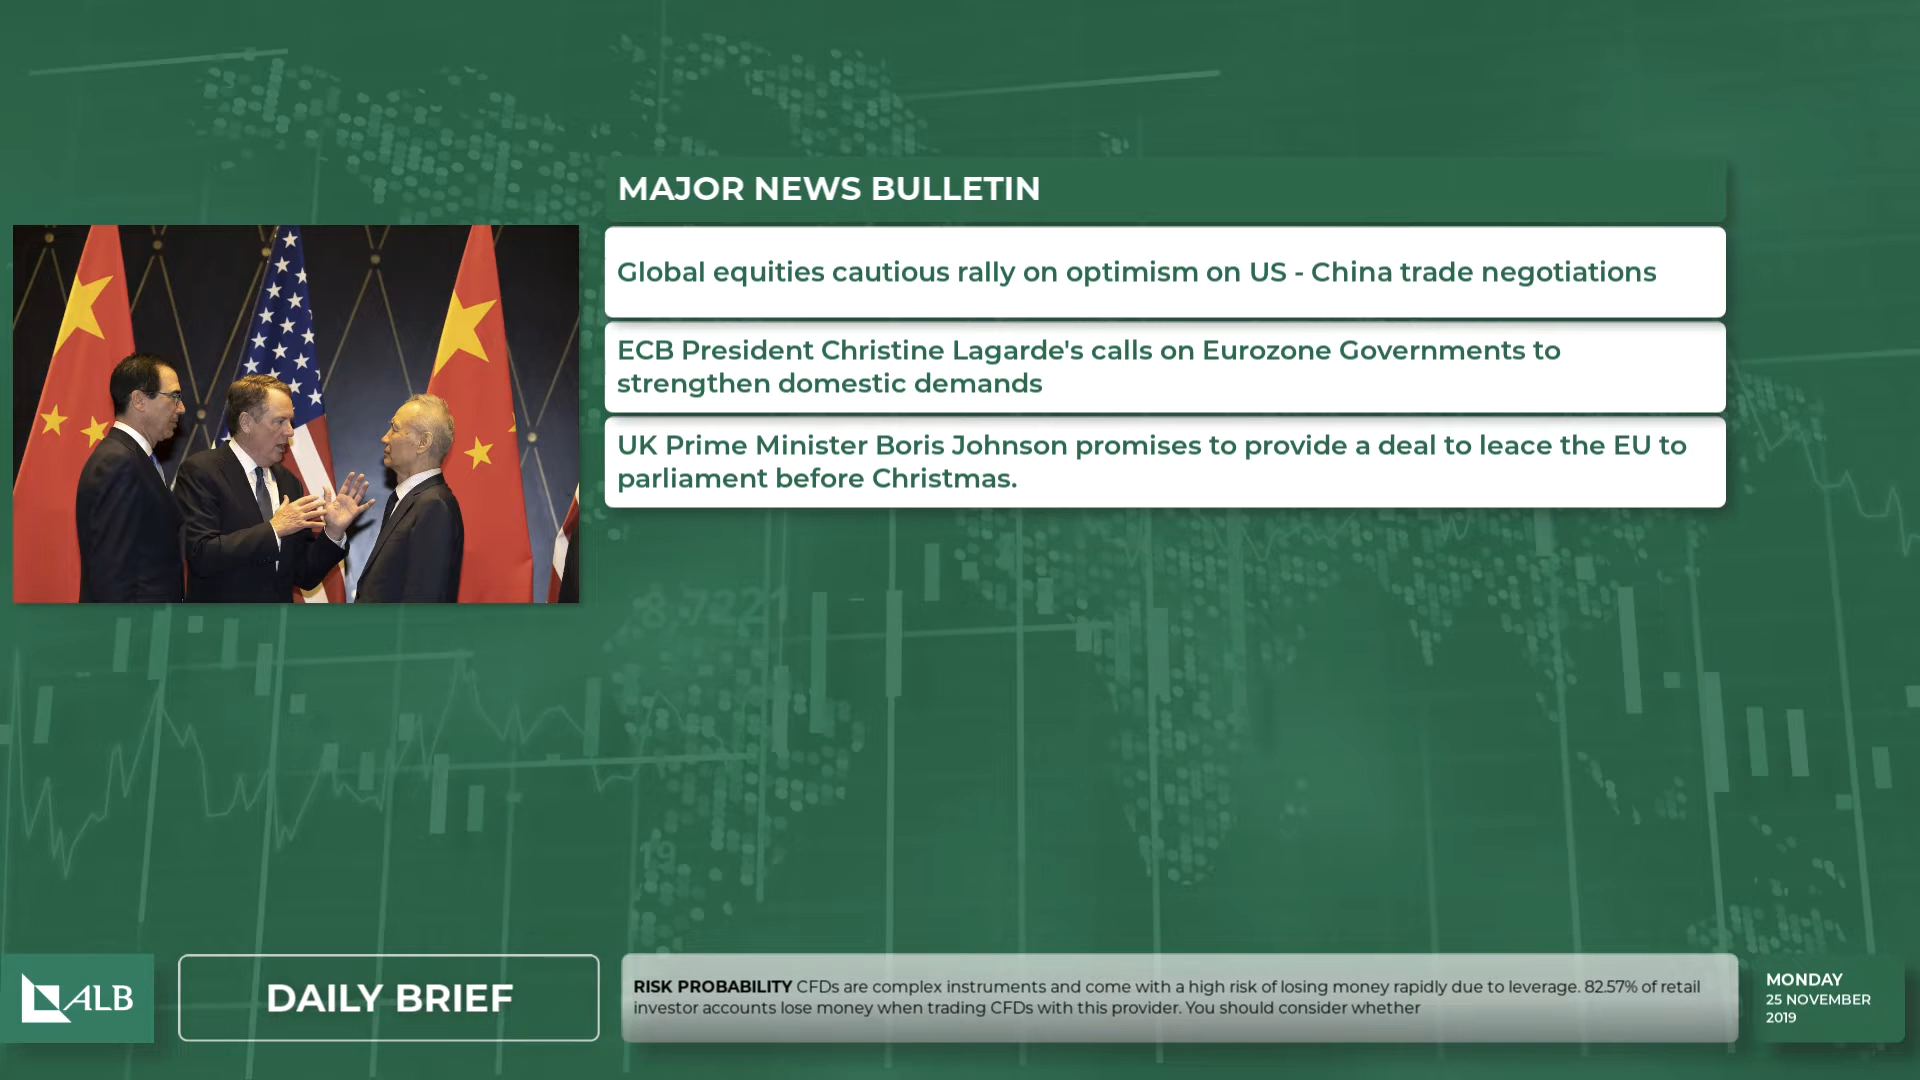 MAJOR NEWS BULLETIN
Global equities cautious rally on optimism on US - China trade negotiations
ECB President Christine Lagarde's calls on Eurozone Governments to
strengthen domestic demands
UK Prime Minister Boris Johnson promises to provide a deal to leace the EU to
parliament before Christmas.
8.7221
19
ALB
DAILY BRIEF
RISK PROBABILITY CFDs are complex instruments and come with a high risk of losing money rapidly due to leverage. 82.57% of retail
investor accounts lose money when trading CFDs with this provider. You should consider whether
MONDAY
25 NOVEMBER
2019